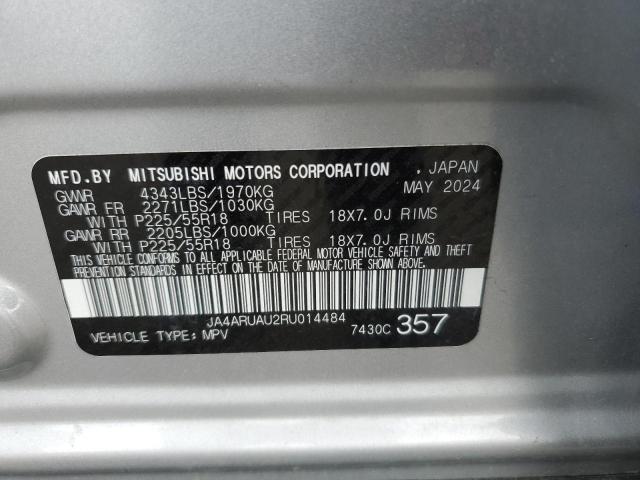 MFD.BY MITSUBISHI MOTORS CORPORATION . JAPAN
GVWR 4343LBS/1970KG MAY 2024
GAWR FR 2271LBS/1030KG
WITH P225/55R18 TIRES 18X7.0J RIMS
GAWR RR 2205LBS/1000KG
WITH P225/55R18 TIRES 18X7.0J RIMS
THIS VEHICLE CONFORMS TO ALL APPLICABLE FEDERAL MOTOR VEHICLE SAFETY AND THEFT
PREVENTION STANDARDS IN EFFECT ON THE DATE OF MANUFACTURE SHOWN ABOVE.
JA4ARUAU2RU014484
VEHICLE TYPE: MPV 7430C 357